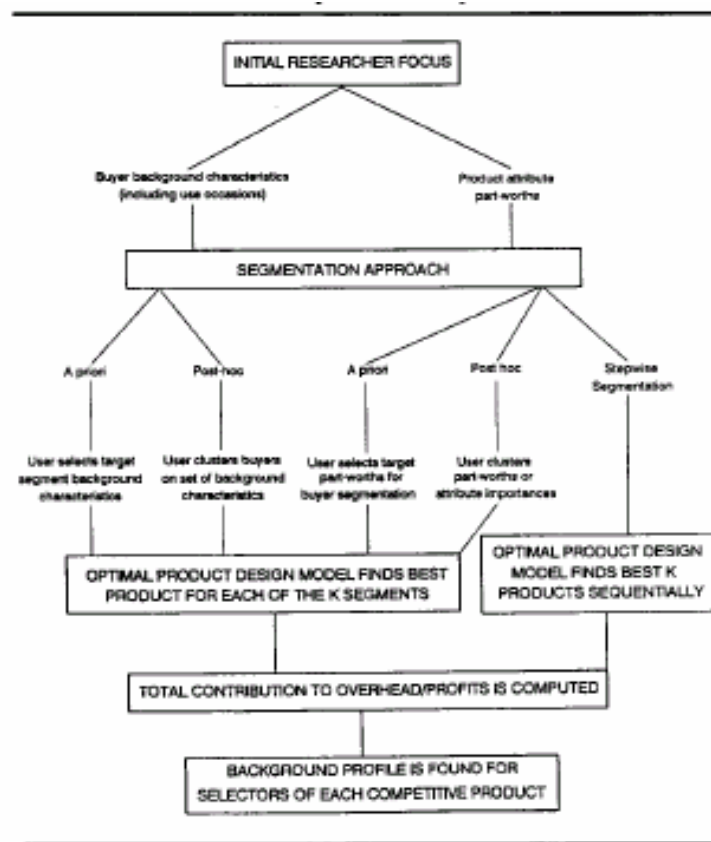 INITIAL RESEARCHER FOCUS
Buyer background characteristics
(including use occasions)
Product attribute
part-worths
SEGMENTATION APPROACH
A priori
Post-hoc
A priori
Post hoc
Stepwise
Segmentation
User selects target
segment background
characteristics
User clusters buyers
on set of background
characteristics
User selects target
part-worths for
buyer segmentation
User clusters
part-worths or
attribute importances
OPTIMAL PRODUCT DESIGN MODEL FINDS BEST
PRODUCT FOR EACH OF THE K SEGMENTS
OPTIMAL PRODUCT DESIGN
MODEL FINDS BEST K
PRODUCTS SEQUENTIALLY
TOTAL CONTRIBUTION TO OVERHEAD/PROFITS IS COMPUTED
BACKGROUND PROFILE IS FOUND FOR
SELECTORS OF EACH COMPETITIVE PRODUCT